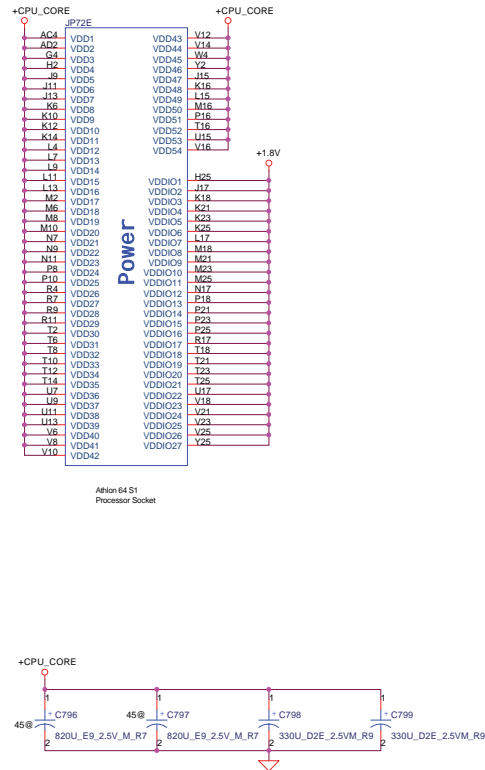 +CPU_CORE +CPU_CORE
JP72E
AC4 VDD1 VDD43 V12
AD2 VDD2 VDD44 V14
G4 VDD3 VDD45 W4
H2 VDD4 VDD46 Y2
J9 VDD5 VDD47 J15
J11 VDD6 VDD48 K16
J13 VDD7 VDD49 L15
K6 VDD8 VDD50 M16
K10 VDD9 VDD51 P16
K12 VDD10 VDD52 T16
K14 VDD11 VDD53 U15
L4 VDD12 VDD54 V16
L7 VDD13 +1.8V
L9 VDD14
L11 VDD15 VDDIO1 H25
L13 VDD16 VDDIO2 J17
M2 VDD17 VDDIO3 K18
M6 VDD18 VDDIO4 K21
M8 VDD19 VDDIO5 K23
M10 VDD20 VDDIO6 K25
N7 VDD21 VDDIO7 L17
N9 VDD22 VDDIO8 M18
N11 VDD23 VDDIO9 M21
P8 VDD24 VDDIO10 M23
P10 VDD25 VDDIO11 M25
R4 VDD26 VDDIO12 N17
R7 VDD27 VDDIO13 P18
R9 VDD28 VDDIO14 P21
R11 VDD29 VDDIO15 P23
T2 VDD30 VDDIO16 P25
T6 VDD31 VDDIO17 R17
T8 VDD32 VDDIO18 T18
T10 VDD33 VDDIO19 T21
T12 VDD34 VDDIO20 T23
T14 VDD35 VDDIO21 T25
U7 VDD36 VDDIO22 U17
U9 VDD37 VDDIO23 V18
U11 VDD38 VDDIO24 V21
U13 VDD39 VDDIO25 V23
V6 VDD40 VDDIO26 V25
V8 VDD41 VDDIO27 Y25
V10 VDD42
Power
Athlon 64 S1
Processor Socket
+CPU_CORE
1 1 1 1
+ C796 45@ + C797 + C798 + C799
45@
820U_E9_2.5V_M_R7 820U_E9_2.5V_M_R7 330U_D2E_2.5VM_R9 330U_D2E_2.5VM_R9
2 2 2 2